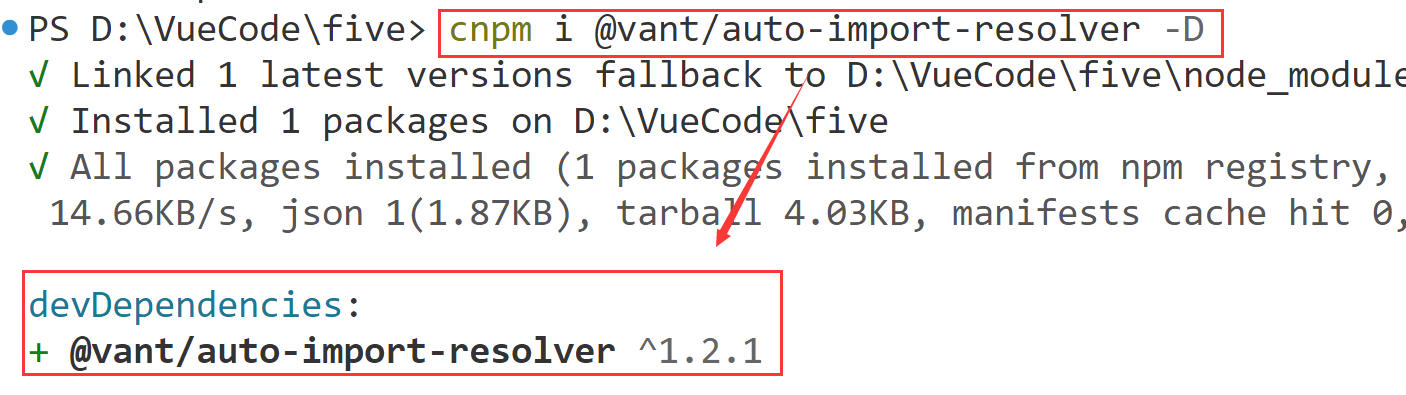 PS D:\VueCode\five> cnpm i @vant/auto-import-resolver -D
√ Linked 1 latest versions fallback to D:\VueCode\five\node_module
√ Installed 1 packages on D:\VueCode\five
√ All packages installed (1 packages installed from npm registry,
14.66KB/s, json 1(1.87KB), tarball 4.03KB, manifests cache hit 0,
devDependencies:
+ @vant/auto-import-resolver ^1.2.1